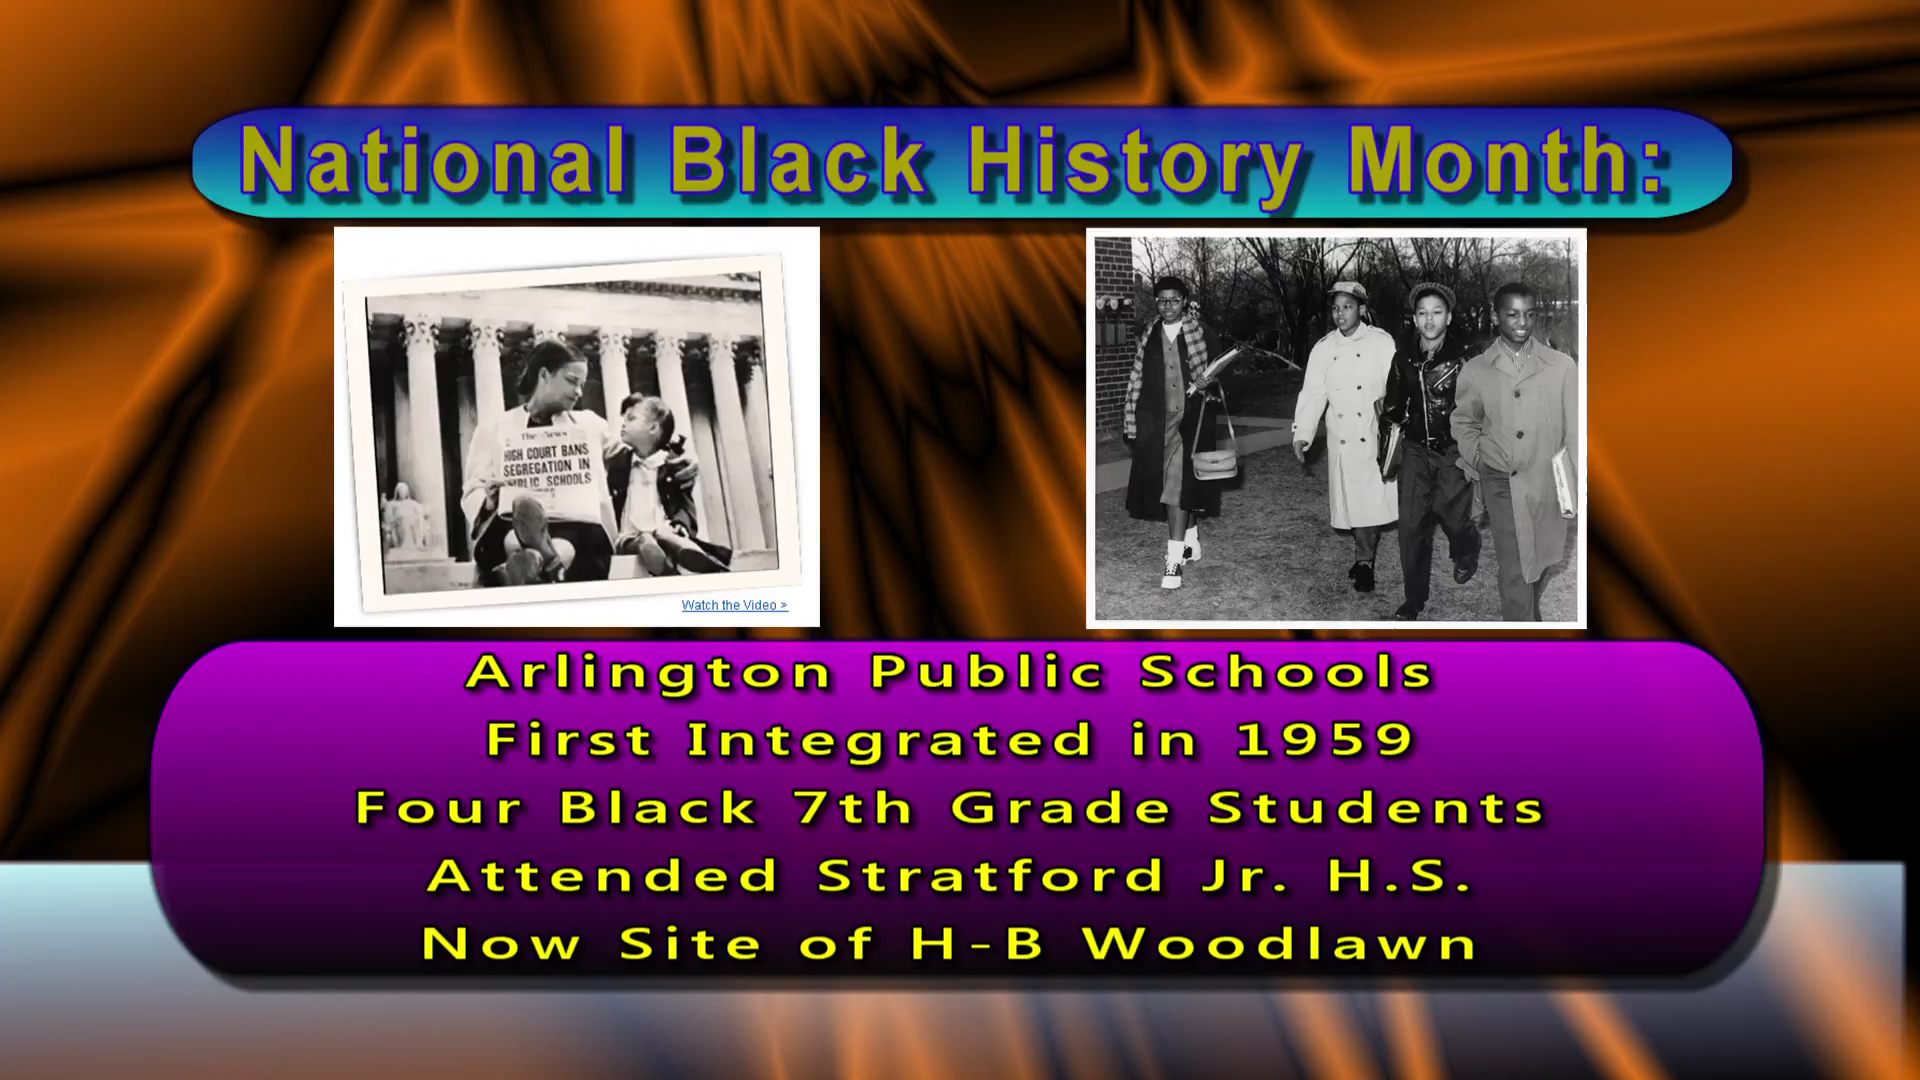 National Black History Month:
The News
HIGH COURT BANS
SEGREGATION IN
PUBLIC SCHOOLS
Watch the Video >
Arlington Public Schools
First Integrated in 1959
Four Black 7th Grade Students
Attended Stratford Jr. H.S.
Now Site of H-B Woodlawn